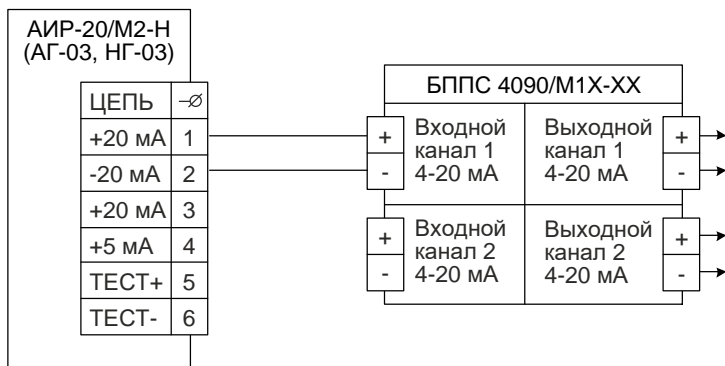 АИР-20/М2-Н
(АГ-03, НГ-03)
ЦЕПЬ
+20 мА 1
-20 мА 2
+20 мА 3
+5 мА 4
ТЕСТ+ 5
ТЕСТ- 6
БППС 4090/М1Х-ХХ
+ Входной Выходной +
канал 1 канал 1
- 4-20 мА 4-20 мА -
+ Входной Выходной +
канал 2 канал 2
- 4-20 мА 4-20 мА -